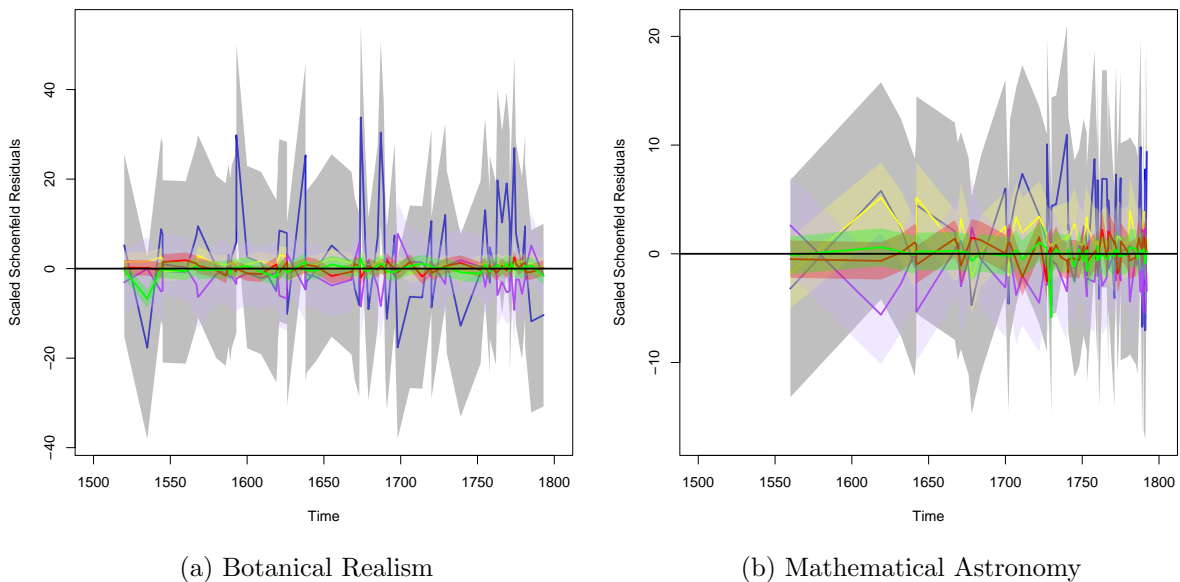 Scaled Schoenfeld Residuals
40
20
0
−20
−40
1500 1550 1600 1650 1700 1750 1800
Time
(a) Botanical Realism
Scaled Schoenfeld Residuals
20
10
0
−10
1500 1550 1600 1650 1700 1750 1800
Time
(b) Mathematical Astronomy